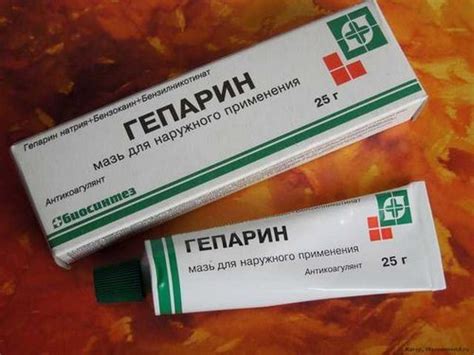 Гепарин натрия+Бензокаин+Бензилникотинат
ГЕПАРИН
мазь для наружного применения
25 г
Антикоагулянт
биосинтез
ГЕПАРИН
мазь для наружного применения
Антикоагулянт
25 г